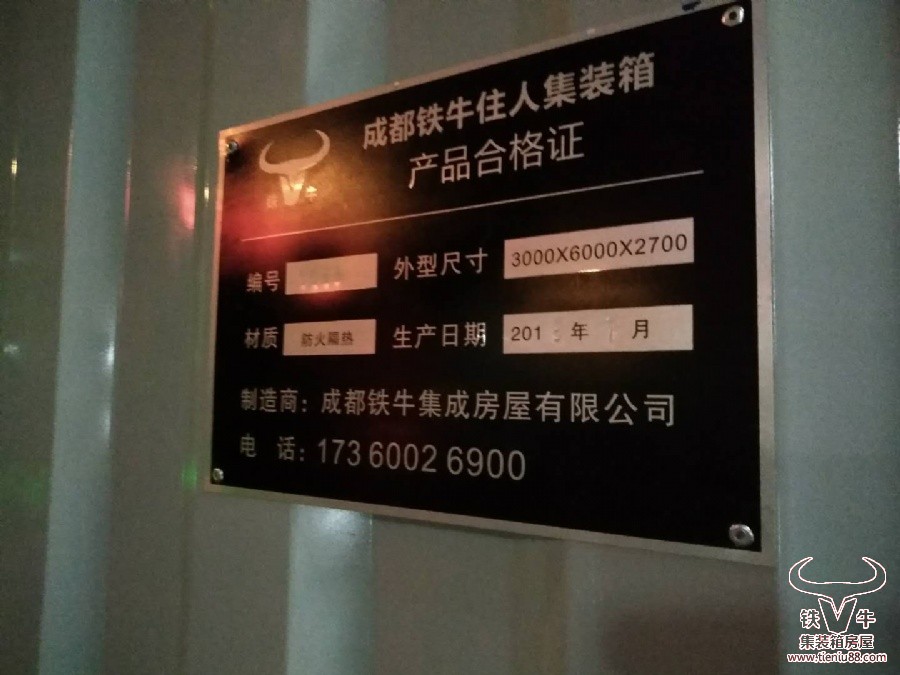 成都铁牛住人集装箱
产品合格证
铁牛
编号 外型尺寸 3000X6000X2700
材质 防火隔热 生产日期 201 年 月
制造商：成都铁牛集成房屋有限公司
电 话：173 6002 6900
铁牛
集装箱房屋
www.tieniu88.com